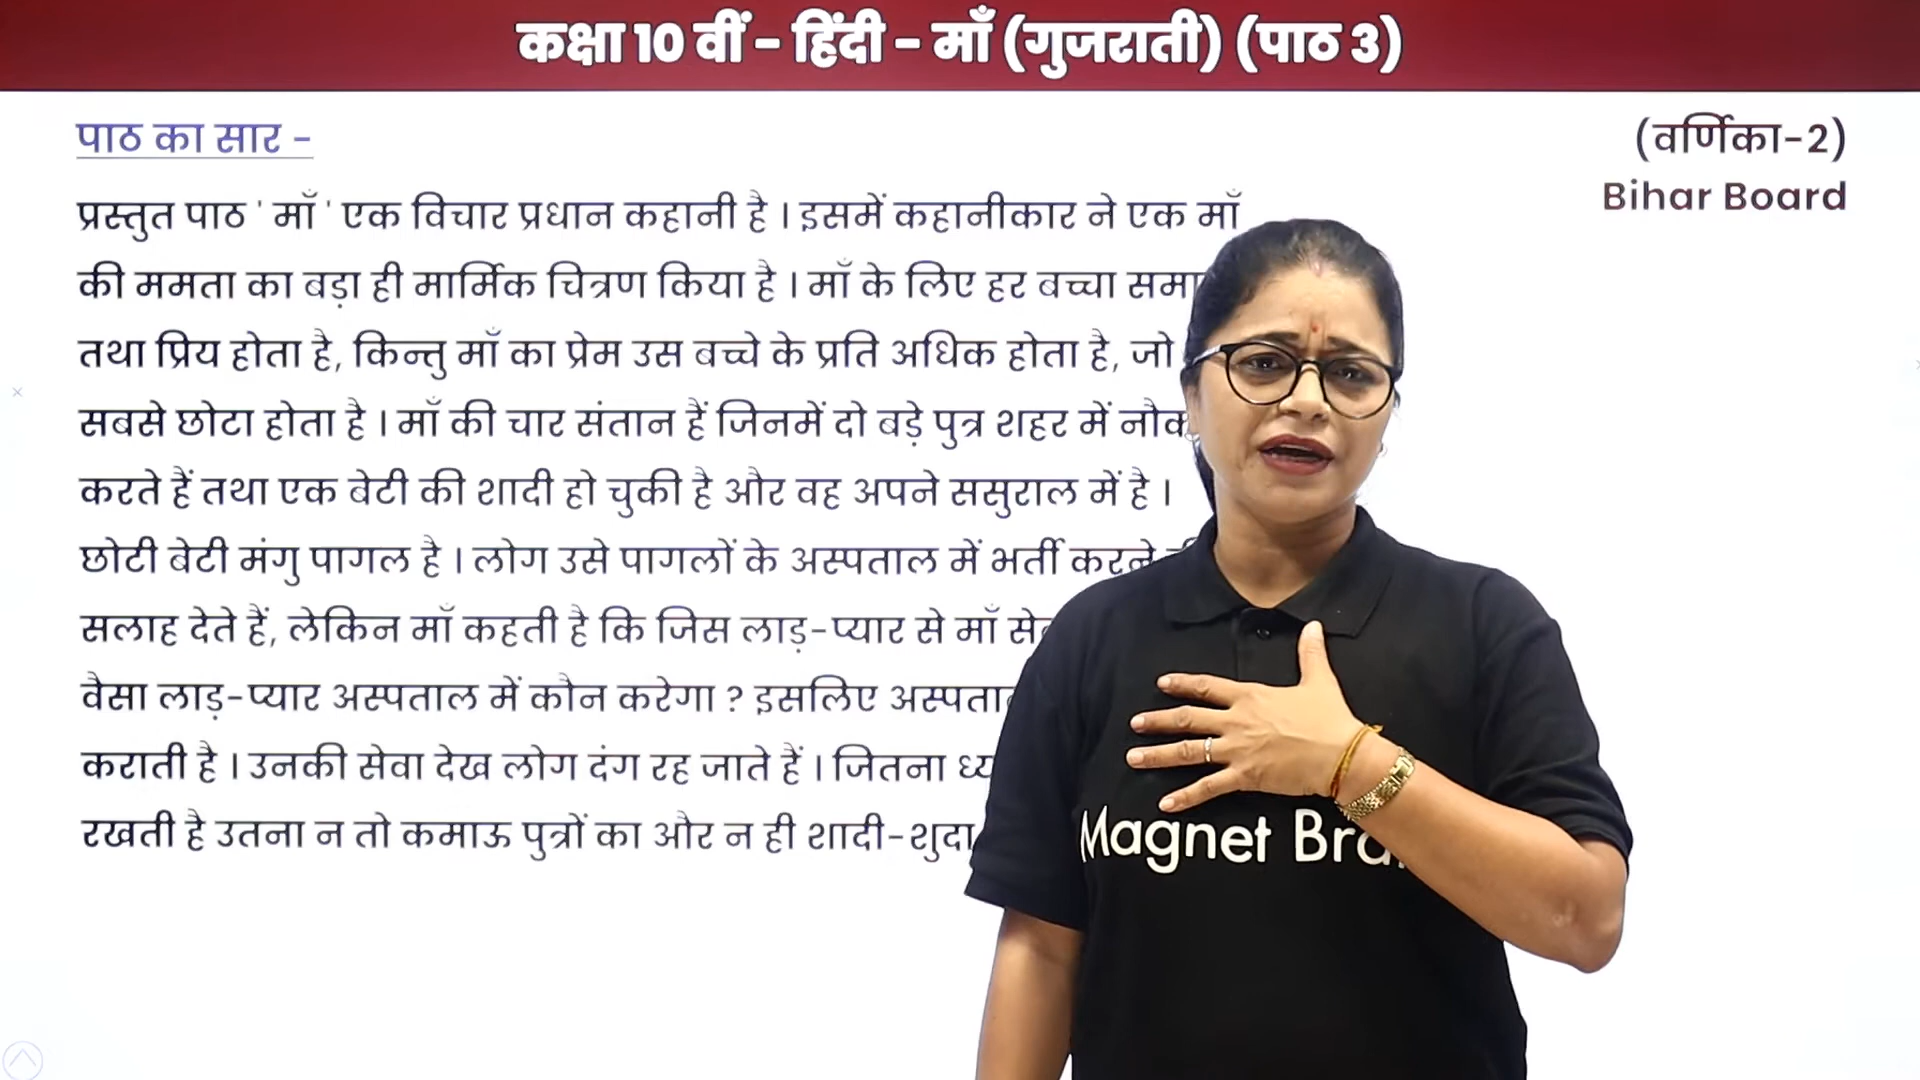 कक्षा 10 वीं - हिंदी - माँ (गुजराती) (पाठ 3)
पाठ का सार -
(वर्णिका-2)
Bihar Board
प्रस्तुत पाठ ' माँ ' एक विचार प्रधान कहानी है । इसमें कहानीकार ने एक माँ
की ममता का बड़ा ही मार्मिक चित्रण किया है । माँ के लिए हर बच्चा
तथा प्रिय होता है, किन्तु माँ का प्रेम उस बच्चे के प्रति अधिक होता है, जो
सबसे छोटा होता है । माँ की चार संतान हैं जिनमें दो बड़े पुत्र शहर में
करते हैं तथा एक बेटी की शादी हो चुकी है और वह अपने ससुराल में है ।
छोटी बेटी मंगु पागल है । लोग उसे पागलों के अस्पताल में भर्ती करने
सलाह देते हैं, लेकिन माँ कहती है कि जिस लाड़-प्यार से माँ
वैसा लाड़-प्यार अस्पताल में कौन करेगा ? इसलिए
कराती है । उनकी सेवा देख लोग दंग रह जाते हैं । जितना
रखती है उतना न तो कमाऊ पुत्रों का और न ही शादी-शुदा
Magnet